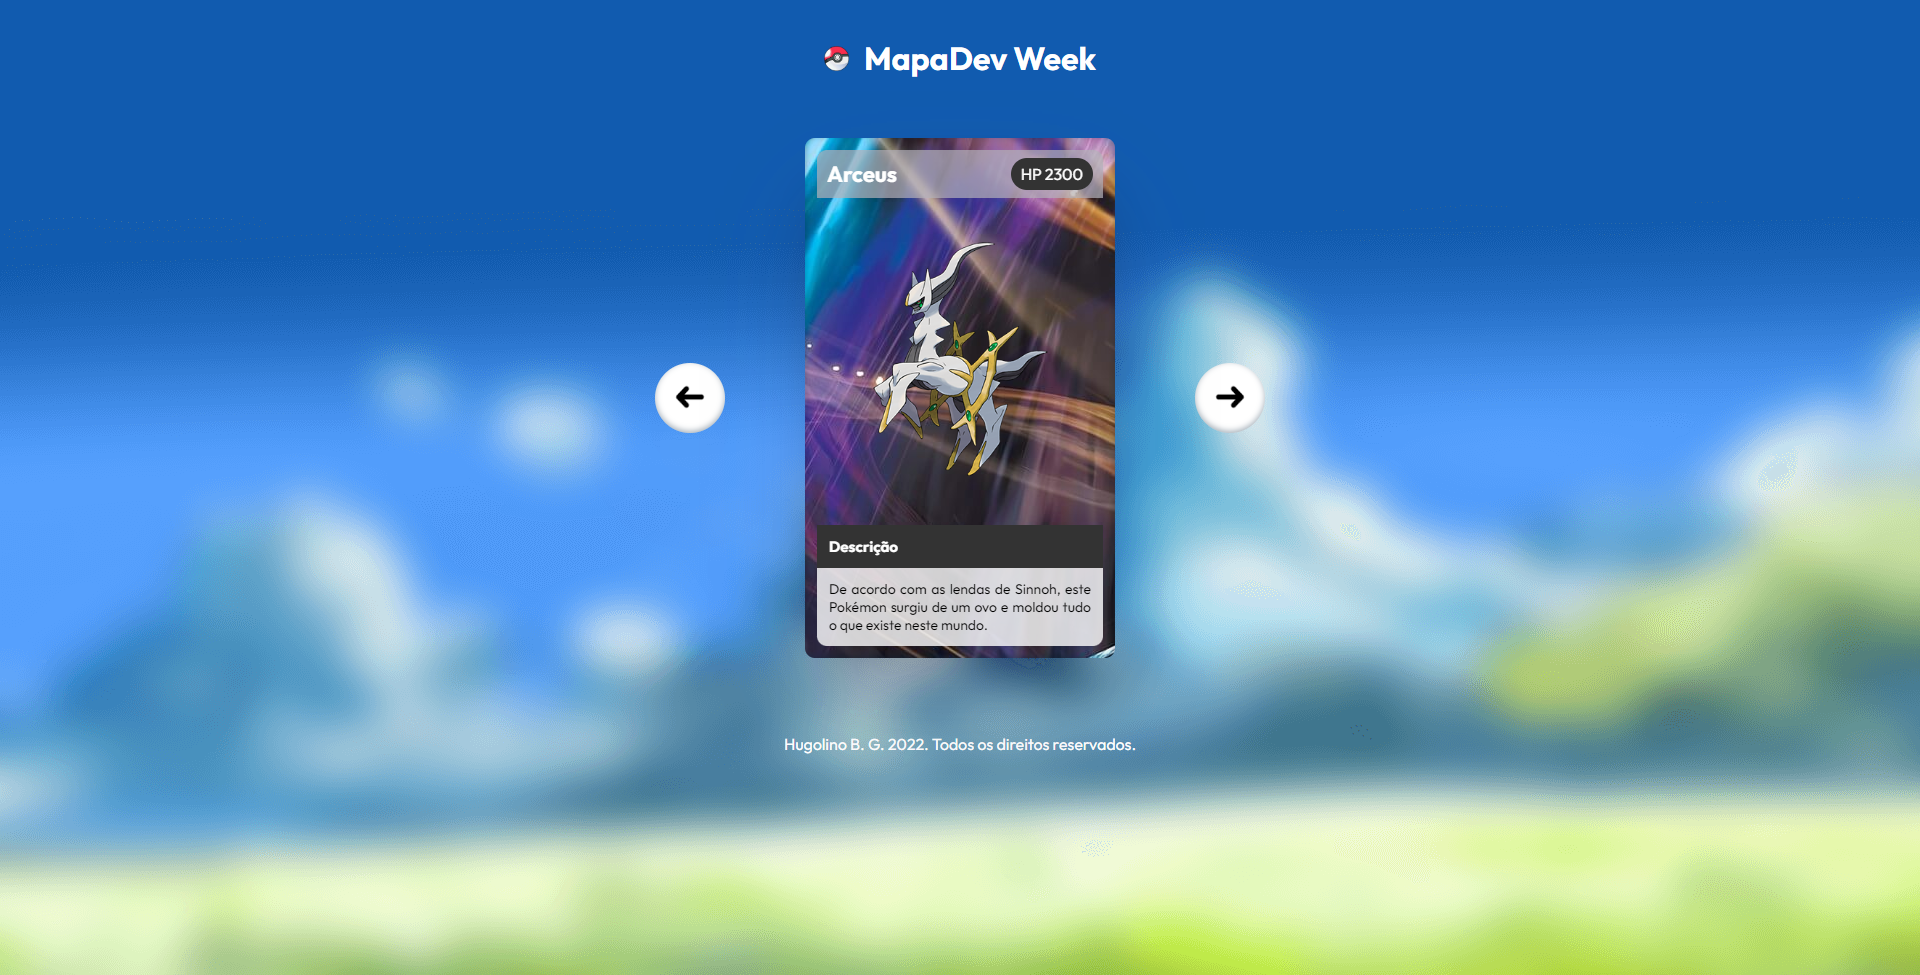 MapaDev Week
Arceus
HP 2300
Descrição
De acordo com as lendas de Sinnoh, este
Pokémon surgiu de um ovo e moldou tudo
o que existe neste mundo.
Hugolino B. G. 2022. Todos os direitos reservados.